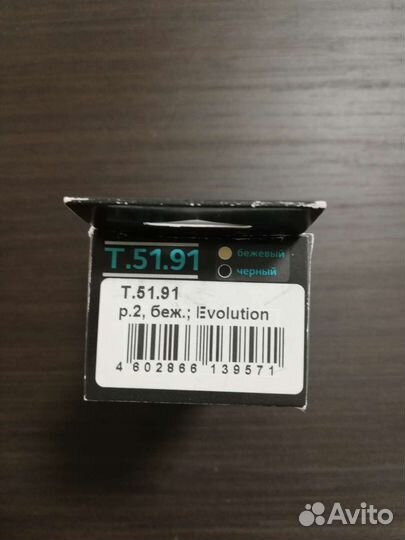 T.51.91
бежевый
черный
T.51.91
р.2, беж.; Evolution
4 602866 139571
Avito